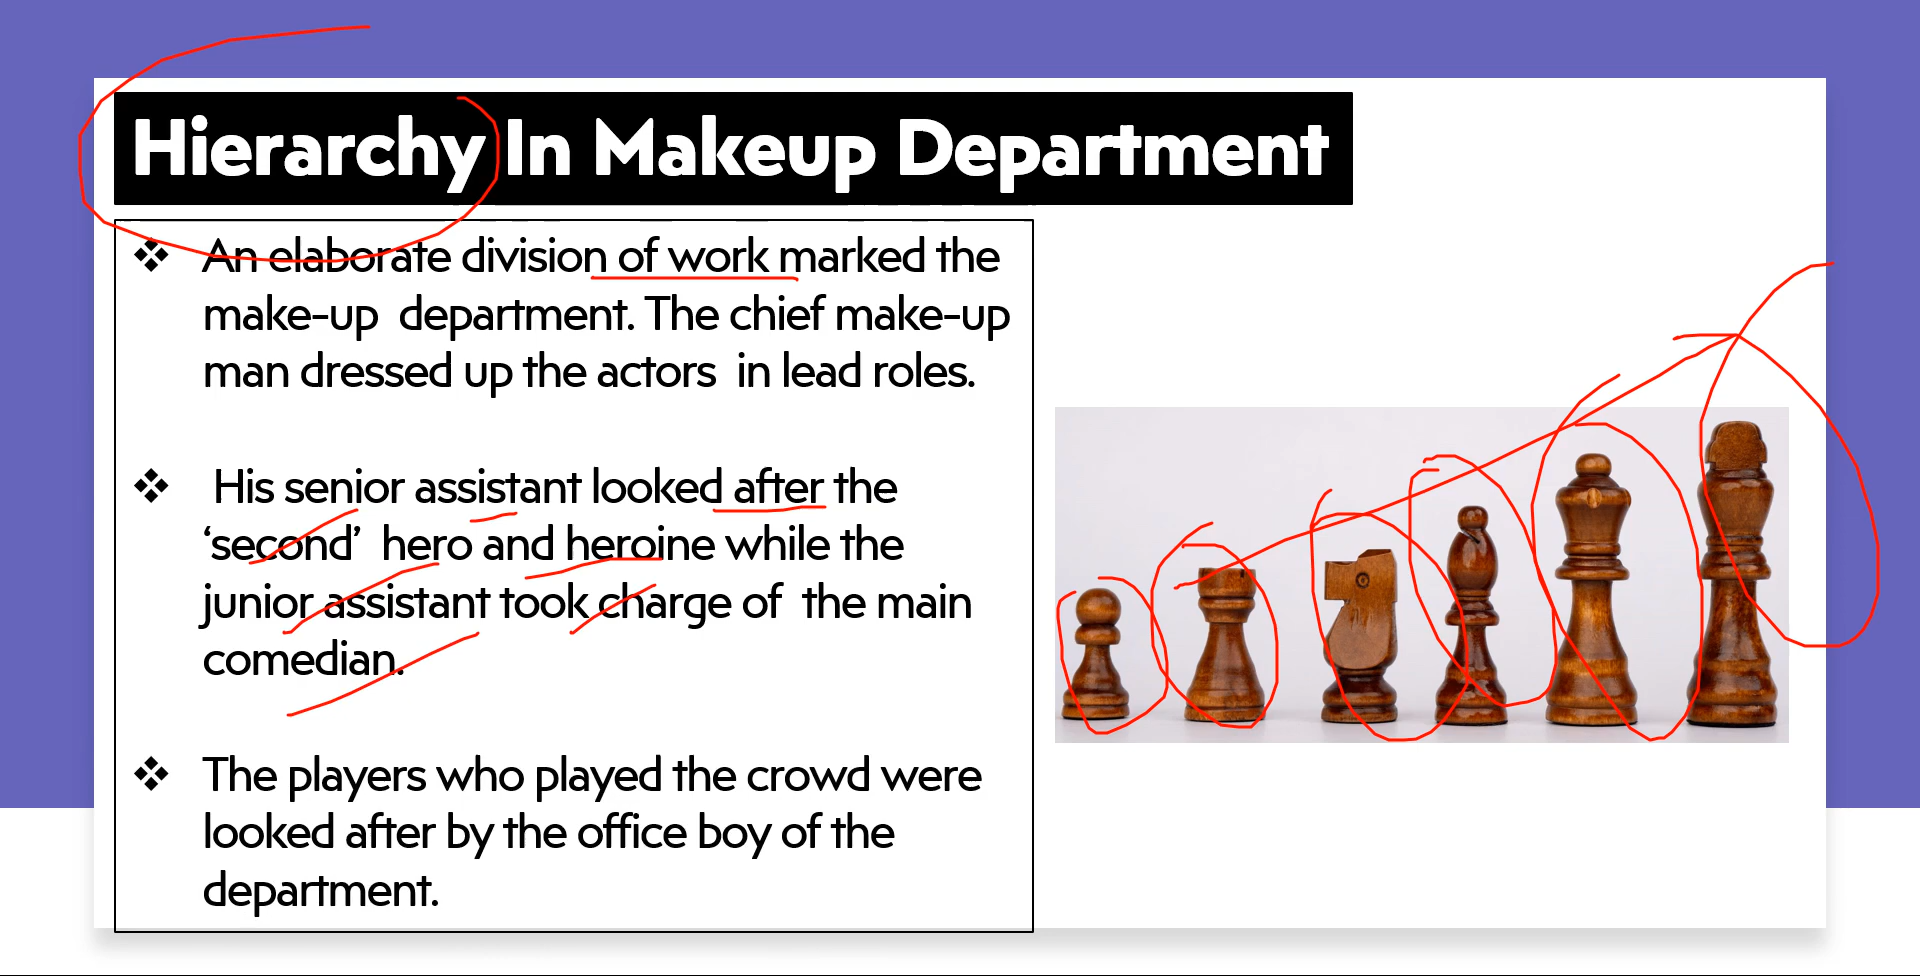 Hierarchy In Makeup Department
❖ An elaborate division of work marked the
make-up department. The chief make-up
man dressed up the actors in lead roles.
❖ His senior assistant looked after the
‘second’ hero and heroine while the
junior assistant took charge of the main
comedian.
❖ The players who played the crowd were
looked after by the office boy of the
department.